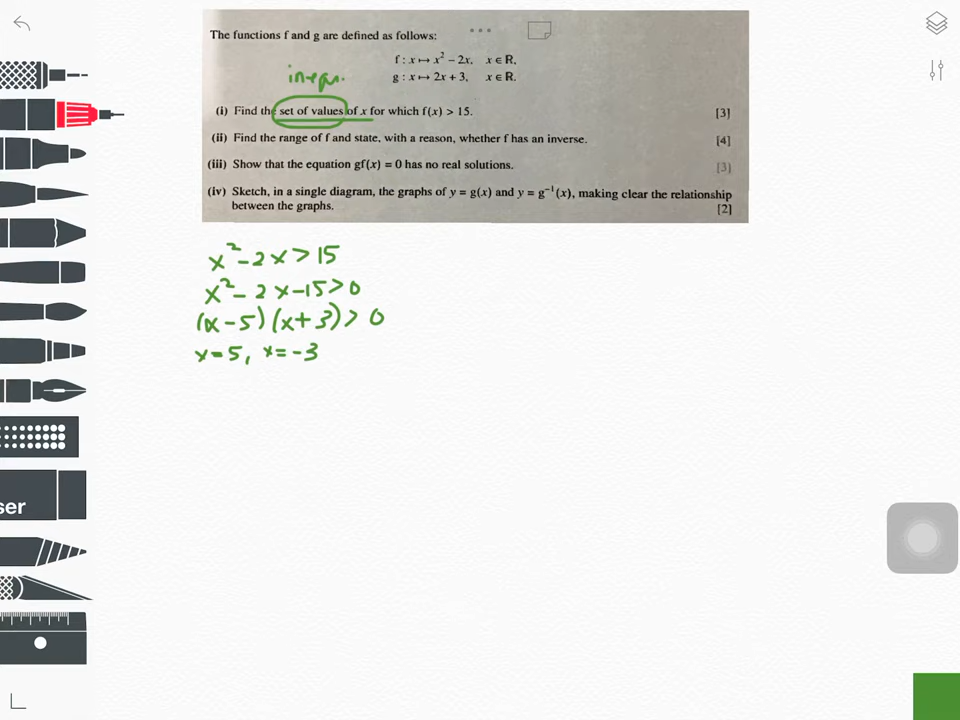 The functions f and g are defined as follows:
f : x ↦ x² − 2x, x ∈ R,
g : x ↦ 2x + 3, x ∈ R.
inequ.
(i) Find the set of values of x for which f(x) > 15. [3]
(ii) Find the range of f and state, with a reason, whether f has an inverse. [4]
(iii) Show that the equation gf(x) = 0 has no real solutions. [3]
(iv) Sketch, in a single diagram, the graphs of y = g(x) and y = g⁻¹(x), making clear the relationship
between the graphs. [2]
x² − 2x > 15
x² − 2x − 15 > 0
(x − 5)(x + 3) > 0
x = 5, x = −3
ser